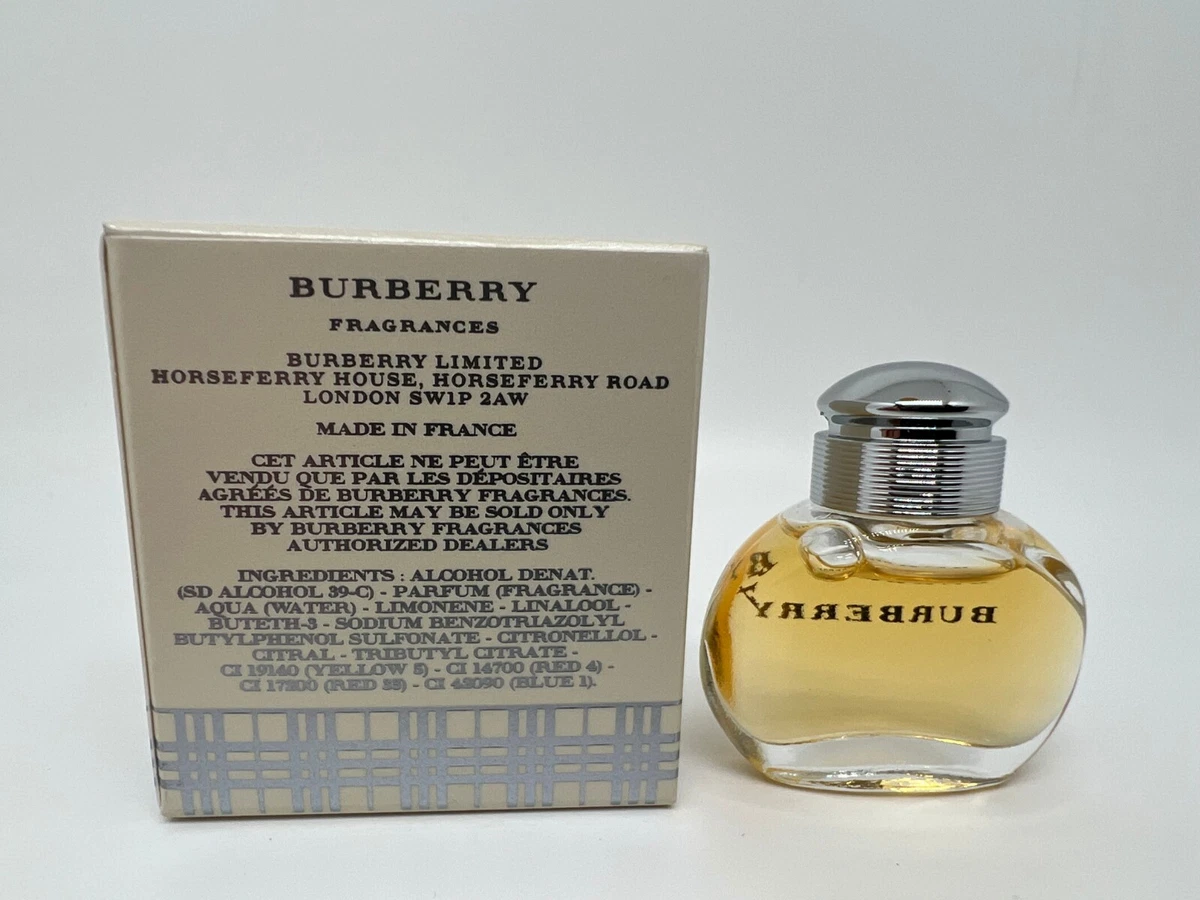 BURBERRY
FRAGRANCES
BURBERRY LIMITED
HORSEFERRY HOUSE, HORSEFERRY ROAD
LONDON SW1P 2AW
MADE IN FRANCE
CET ARTICLE NE PEUT ÊTRE
VENDU QUE PAR LES DÉPOSITAIRES
AGRÉÉS DE BURBERRY FRAGRANCES.
THIS ARTICLE MAY BE SOLD ONLY
BY BURBERRY FRAGRANCES
AUTHORIZED DEALERS
INGREDIENTS : ALCOHOL DENAT.
(SD ALCOHOL 39-C) - PARFUM (FRAGRANCE) -
AQUA (WATER) - LIMONENE - LINALOOL -
BUTETH-3 - SODIUM BENZOTRIAZOLYL
BUTYLPHENOL SULFONATE - CITRONELLOL -
CITRAL - TRIBUTYL CITRATE -
CI 19140 (YELLOW 5) - CI 14700 (RED 4) -
CI 17200 (RED 33) - CI 42090 (BLUE 1).
BURBERRY